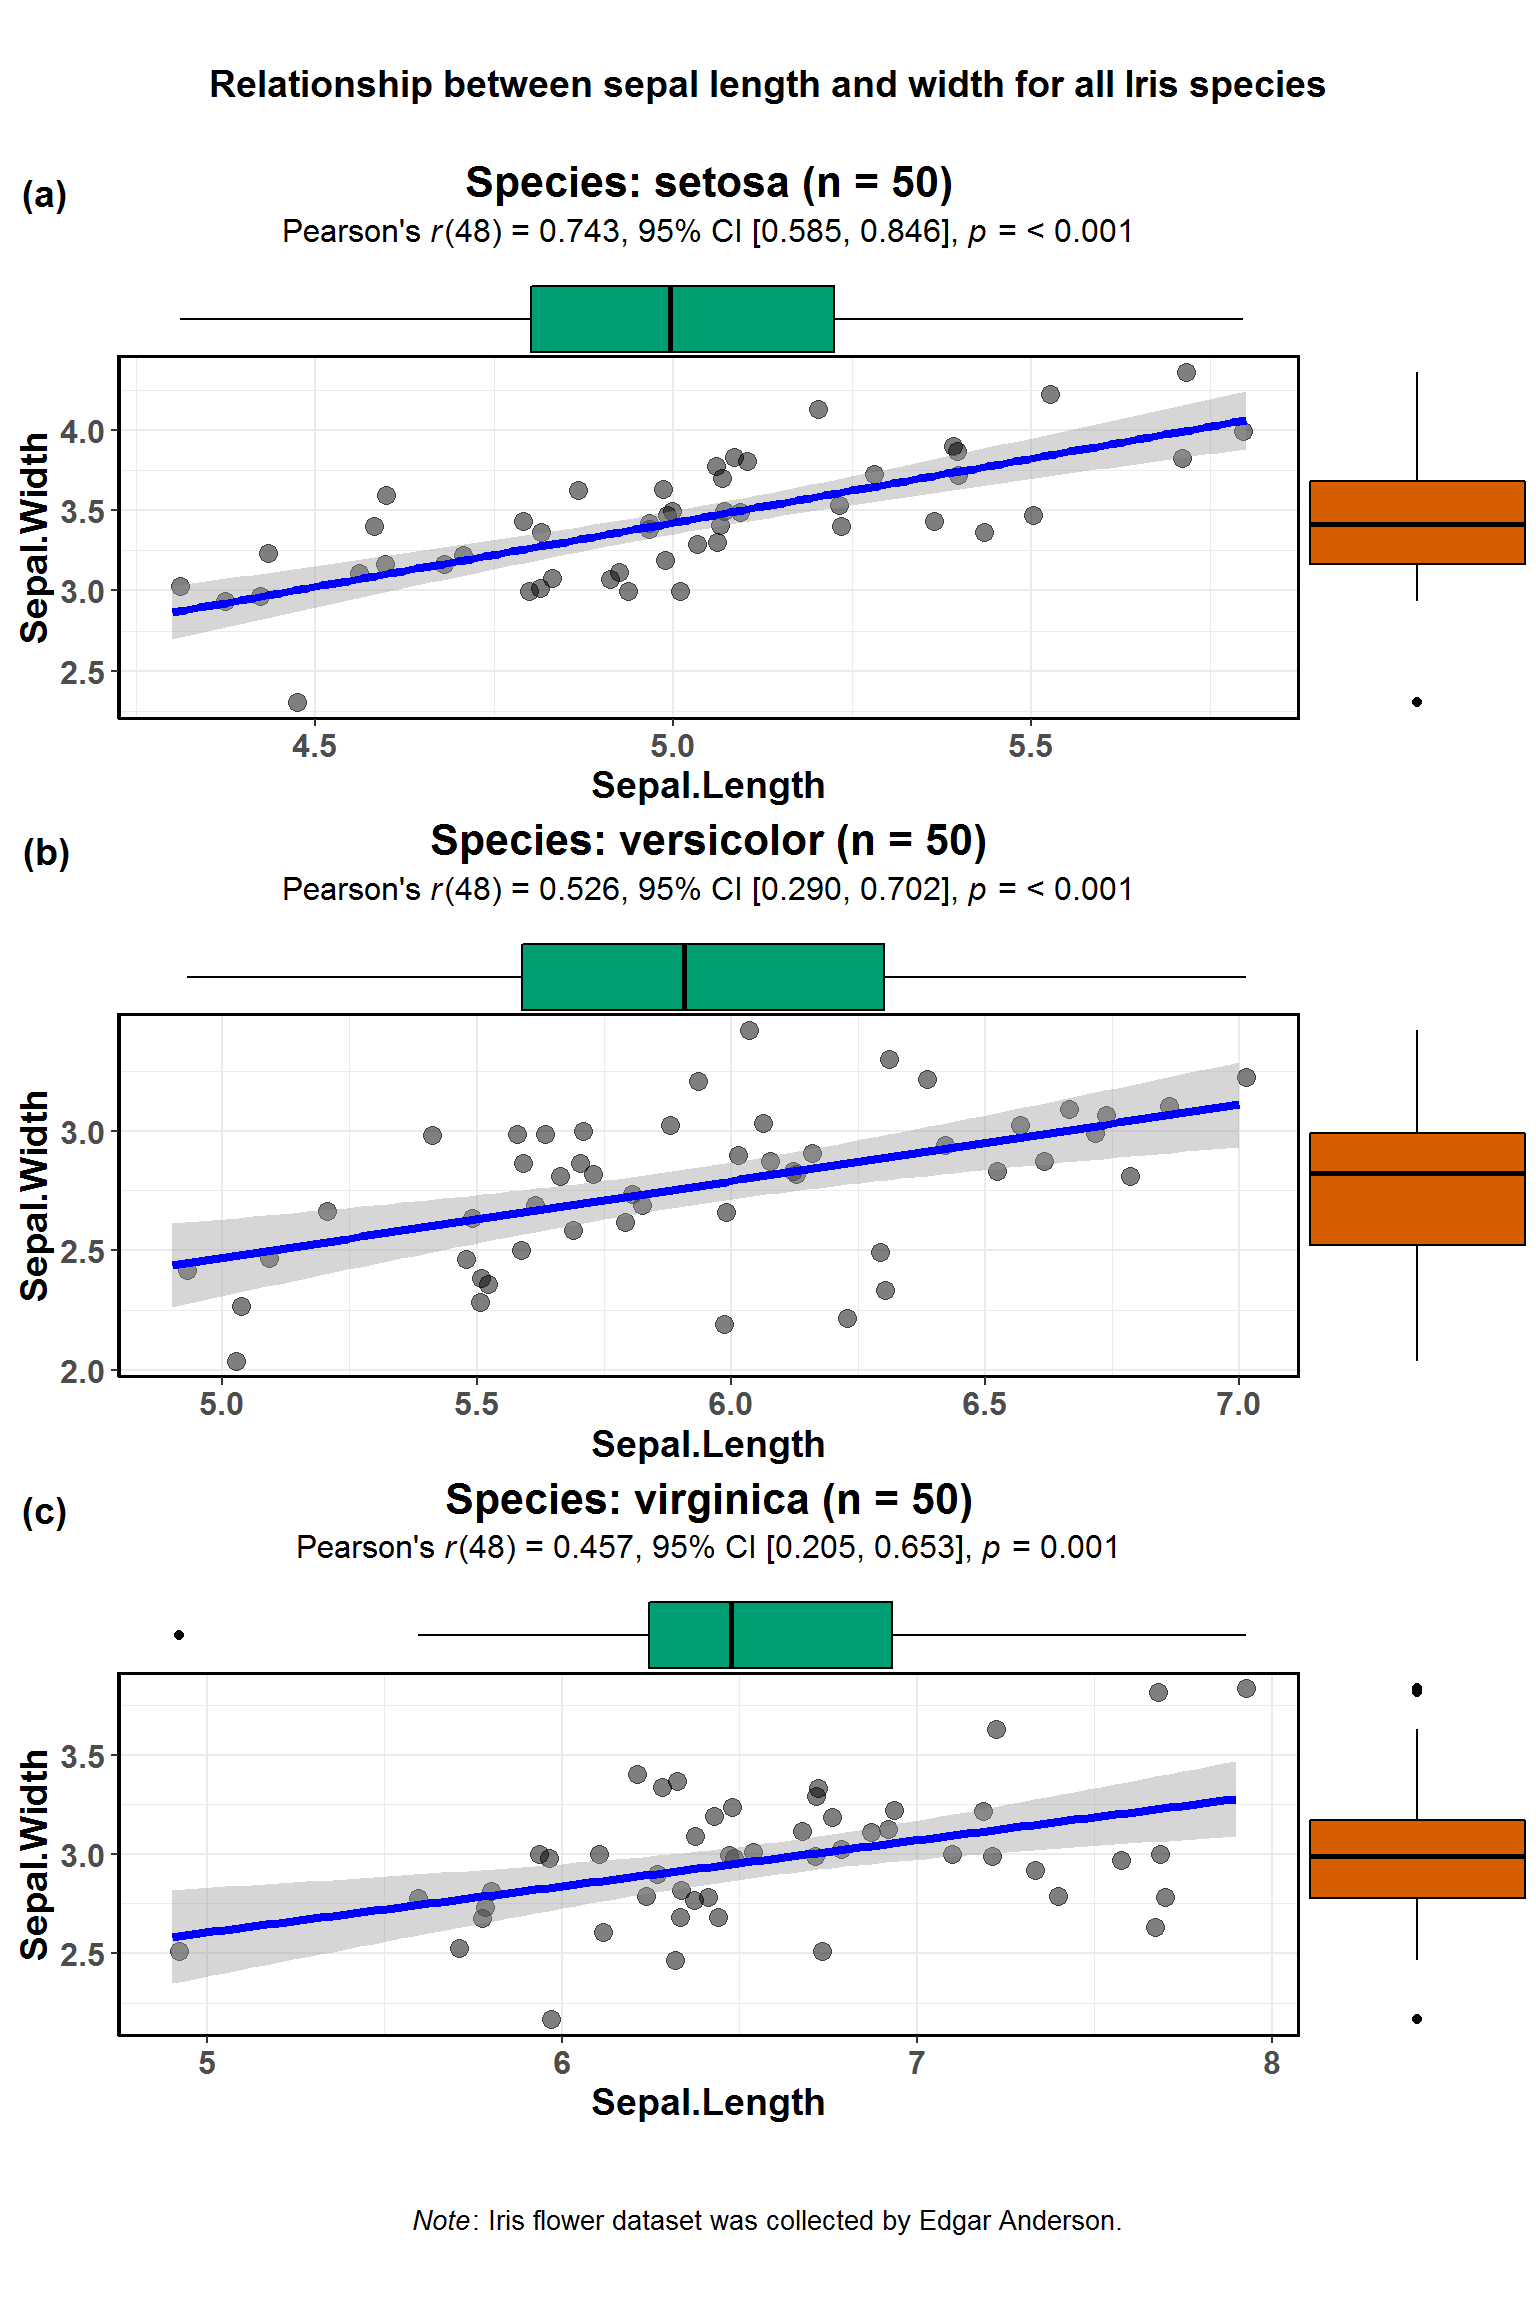 Relationship between sepal length and width for all Iris species
(a)
Species: setosa (n = 50)
Pearson's r(48) = 0.743, 95% CI [0.585, 0.846], p = < 0.001
Sepal.Width
4.0
3.5
3.0
2.5
4.5 5.0 5.5
Sepal.Length
(b)
Species: versicolor (n = 50)
Pearson's r(48) = 0.526, 95% CI [0.290, 0.702], p = < 0.001
Sepal.Width
3.0
2.5
2.0
5.0 5.5 6.0 6.5 7.0
Sepal.Length
(c)
Species: virginica (n = 50)
Pearson's r(48) = 0.457, 95% CI [0.205, 0.653], p = 0.001
Sepal.Width
3.5
3.0
2.5
5 6 7 8
Sepal.Length
Note: Iris flower dataset was collected by Edgar Anderson.